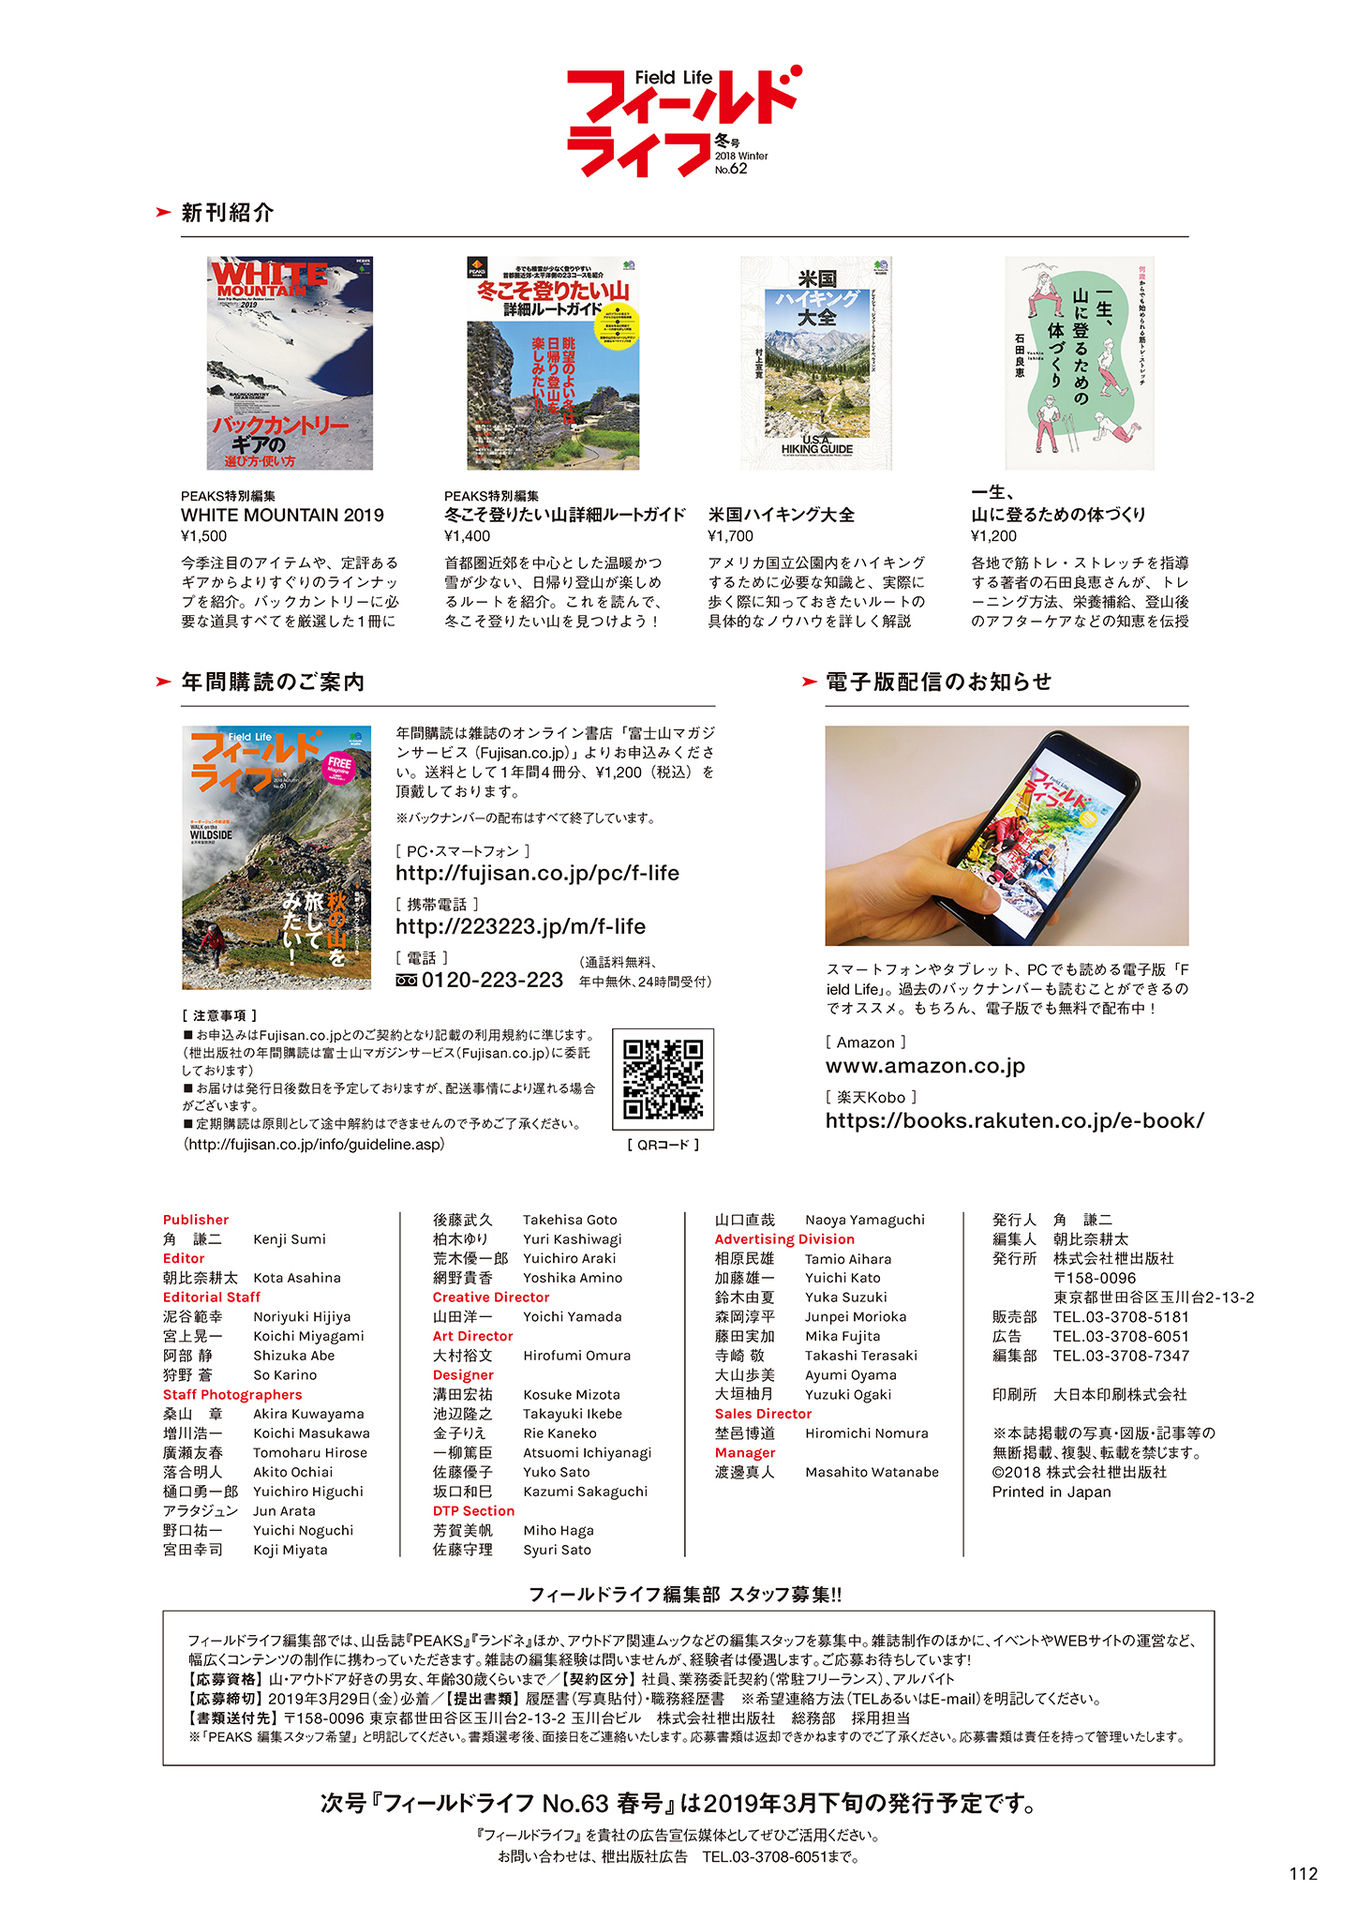 Field Life
フィールド
ライフ
冬号
2018 Winter
No.62
新刊紹介
WHITE
MOUNTAIN
2019
BACKCOUNTRY
GEAR GUIDE
バックカントリー
ギアの
選び方・使い方
PEAKS特別編集
WHITE MOUNTAIN 2019
¥1,500
今季注目のアイテムや、定評ある
ギアからよりすぐりのラインナッ
プを紹介。バックカントリーに必
要な道具すべてを厳選した1冊に
PEAKS
冬でも積雪が少なく登りやすい
首都圏近郊・太平洋側の23コースを紹介
冬こそ登りたい山
詳細ルートガイド
眺望のよい冬は
日帰り登山を
楽しみたい!!
PEAKS特別編集
冬こそ登りたい山詳細ルートガイド
¥1,400
首都圏近郊を中心とした温暖かつ
雪が少ない、日帰り登山が楽しめ
るルートを紹介。これを読んで、
冬こそ登りたい山を見つけよう！
米国
ハイキング
大全
村上宣寛
U.S.A.
HIKING GUIDE
米国ハイキング大全
¥1,700
アメリカ国立公園内をハイキング
するために必要な知識と、実際に
歩く際に知っておきたいルートの
具体的なノウハウを詳しく解説
何歳からでも始められる筋トレ・ストレッチ
一生、
山に登るための
体づくり
石田良恵
Yoshie Ishida
一生、
山に登るための体づくり
¥1,200
各地で筋トレ・ストレッチを指導
する著者の石田良恵さんが、トレ
ーニング方法、栄養補給、登山後
のアフターケアなどの知恵を伝授
年間購読のご案内
Field Life
フィールド
ライフ
No.61
FREE
Magazine
WALK on the
WILDSIDE
秋の山を
旅して
みたい！
年間購読は雑誌のオンライン書店「富士山マガジ
ンサービス（Fujisan.co.jp）」よりお申込みくださ
い。送料として1年間4冊分、¥1,200（税込）を
頂戴しております。
※バックナンバーの配布はすべて終了しています。
［ PC・スマートフォン ］
http://fujisan.co.jp/pc/f-life
［ 携帯電話 ］
http://223223.jp/m/f-life
［ 電話 ］
0120-223-223
（通話料無料、
年中無休、24時間受付）
［ 注意事項 ］
■お申込みはFujisan.co.jpとのご契約となり記載の利用規約に準じます。
（枻出版社の年間購読は富士山マガジンサービス（Fujisan.co.jp）に委託
しております）
■お届けは発行日後数日を予定しておりますが、配送事情により遅れる場合
がございます。
■定期購読は原則として途中解約はできませんので予めご了承ください。
（http://fujisan.co.jp/info/guideline.asp）
［ QRコード ］
電子版配信のお知らせ
Field Life
フィールド
ライフ
スマートフォンやタブレット、PCでも読める電子版「F
ield Life」。過去のバックナンバーも読むことができるの
でオススメ。もちろん、電子版でも無料で配布中！
［ Amazon ］
www.amazon.co.jp
［ 楽天Kobo ］
https://books.rakuten.co.jp/e-book/
Publisher
角　謙二 Kenji Sumi
Editor
朝比奈耕太 Kota Asahina
Editorial Staff
泥谷範幸 Noriyuki Hijiya
宮上晃一 Koichi Miyagami
阿部 静 Shizuka Abe
狩野 蒼 So Karino
Staff Photographers
桑山　章 Akira Kuwayama
増川浩一 Koichi Masukawa
廣瀬友春 Tomoharu Hirose
落合明人 Akito Ochiai
樋口勇一郎 Yuichiro Higuchi
アラタジュン Jun Arata
野口祐一 Yuichi Noguchi
宮田幸司 Koji Miyata
後藤武久 Takehisa Goto
柏木ゆり Yuri Kashiwagi
荒木優一郎 Yuichiro Araki
網野貴香 Yoshika Amino
Creative Director
山田洋一 Yoichi Yamada
Art Director
大村裕文 Hirofumi Omura
Designer
溝田宏祐 Kosuke Mizota
池辺隆之 Takayuki Ikebe
金子りえ Rie Kaneko
一柳篤臣 Atsuomi Ichiyanagi
佐藤優子 Yuko Sato
坂口和巳 Kazumi Sakaguchi
DTP Section
芳賀美帆 Miho Haga
佐藤守理 Syuri Sato
山口直哉 Naoya Yamaguchi
Advertising Division
相原民雄 Tamio Aihara
加藤雄一 Yuichi Kato
鈴木由夏 Yuka Suzuki
森岡淳平 Junpei Morioka
藤田実加 Mika Fujita
寺崎 敬 Takashi Terasaki
大山歩美 Ayumi Oyama
大垣柚月 Yuzuki Ogaki
Sales Director
埜邑博道 Hiromichi Nomura
Manager
渡邊真人 Masahito Watanabe
発行人　角　謙二
編集人　朝比奈耕太
発行所　株式会社枻出版社
〒158-0096
東京都世田谷区玉川台2-13-2
販売部　TEL.03-3708-5181
広告　TEL.03-3708-6051
編集部　TEL.03-3708-7347
印刷所　大日本印刷株式会社
※本誌掲載の写真・図版・記事等の
無断掲載、複製、転載を禁じます。
©2018 株式会社枻出版社
Printed in Japan
フィールドライフ編集部 スタッフ募集!!
フィールドライフ編集部では、山岳誌『PEAKS』『ランドネ』ほか、アウトドア関連ムックなどの編集スタッフを募集中。雑誌制作のほかに、イベントやWEBサイトの運営など、
幅広くコンテンツの制作に携わっていただきます。雑誌の編集経験は問いませんが、経験者は優遇します。ご応募お待ちしています!
【応募資格】山・アウトドア好きの男女、年齢30歳くらいまで／【契約区分】社員、業務委託契約（常駐フリーランス）、アルバイト
【応募締切】2019年3月29日（金）必着／【提出書類】履歴書（写真貼付）・職務経歴書　※希望連絡方法（TELあるいはE-mail）を明記してください。
【書類送付先】〒158-0096 東京都世田谷区玉川台2-13-2 玉川台ビル　株式会社枻出版社　総務部　採用担当
※「PEAKS 編集スタッフ希望」と明記してください。書類選考後、面接日をご連絡いたします。応募書類は返却できかねますのでご了承ください。応募書類は責任を持って管理いたします。
次号『フィールドライフ No.63 春号』は2019年3月下旬の発行予定です。
『フィールドライフ』を貴社の広告宣伝媒体としてぜひご活用ください。
お問い合わせは、枻出版社広告　TEL.03-3708-6051まで。
112